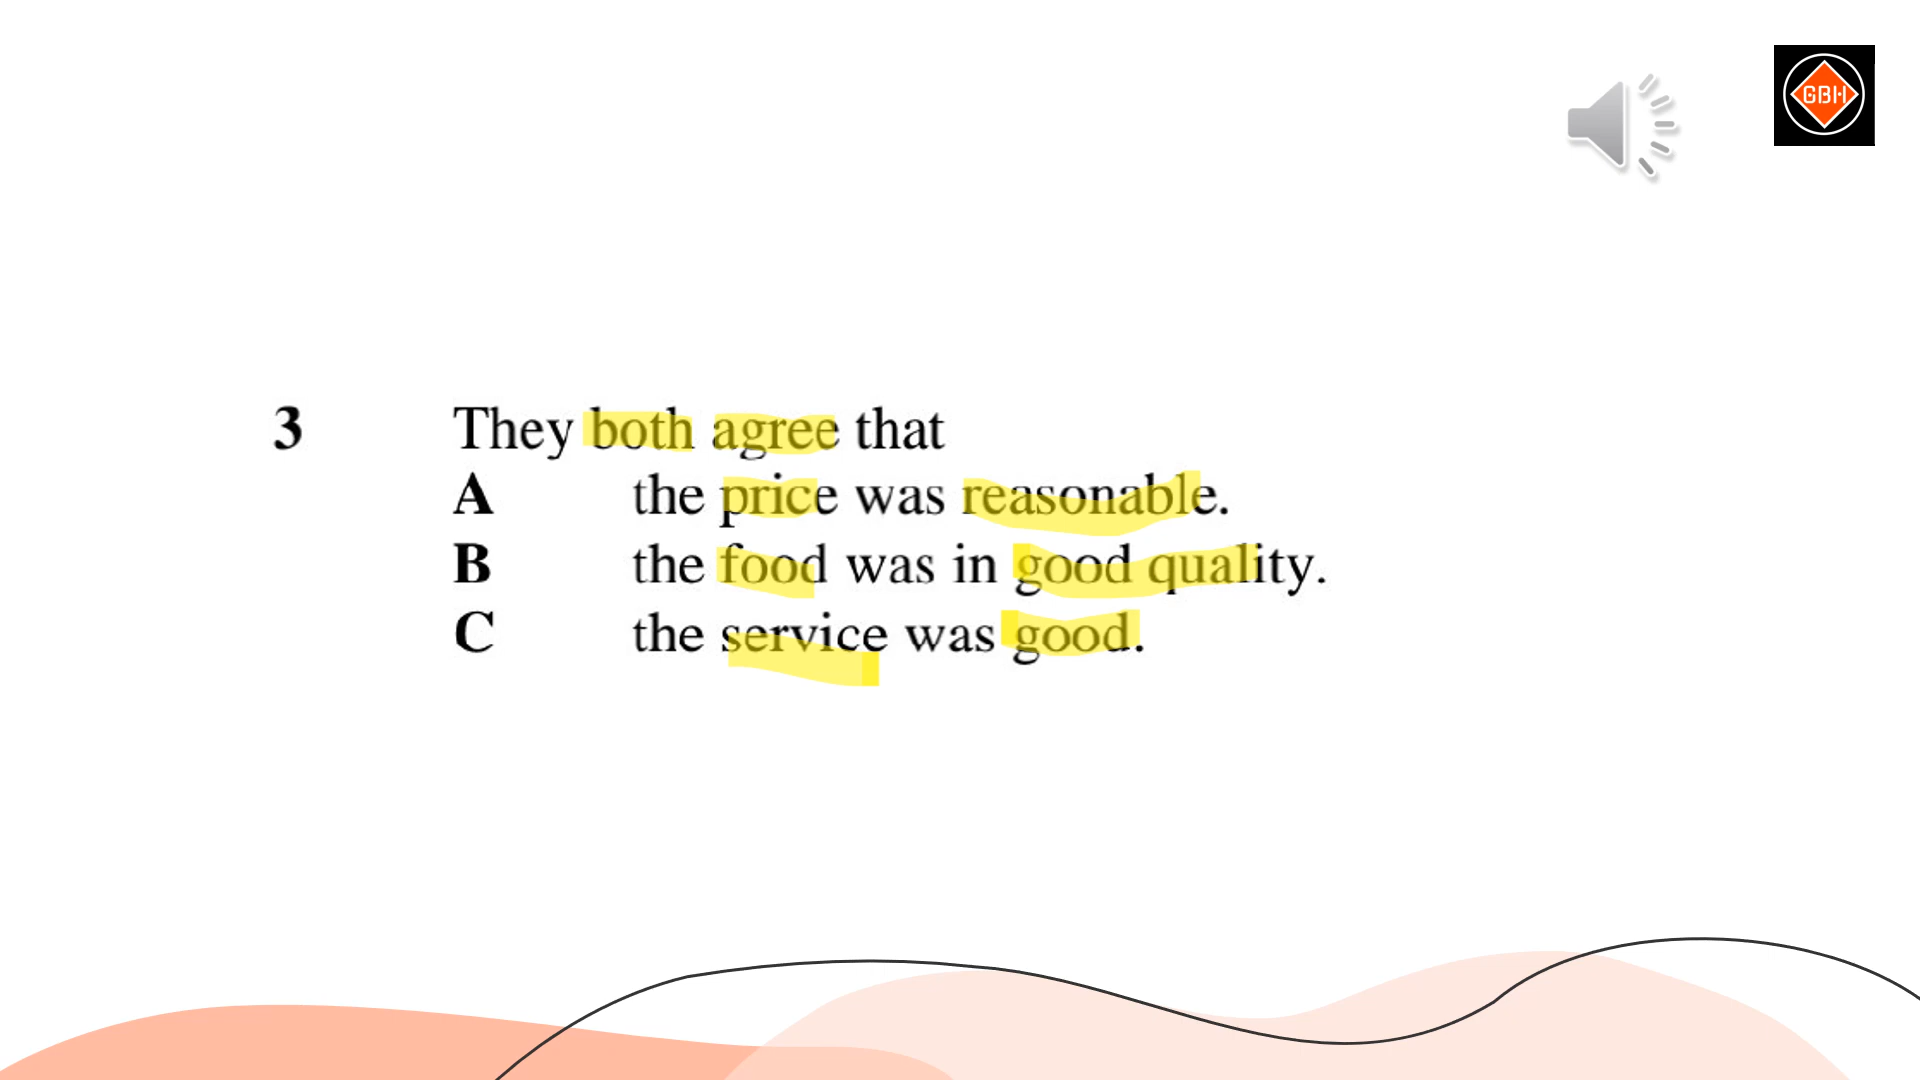 GBH
3 They both agree that
A the price was reasonable.
B the food was in good quality.
C the service was good.